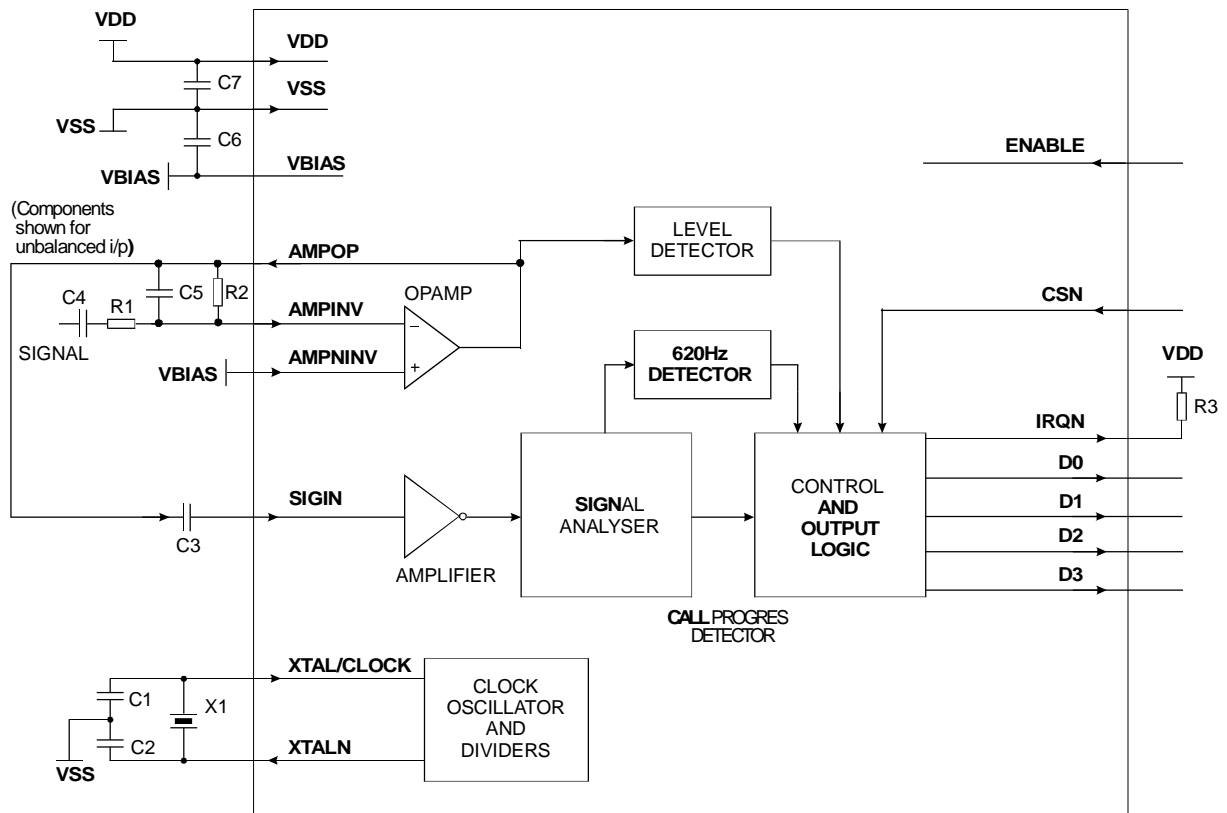 VDD
VDD
C7
VSS
VSS
C6
ENABLE
VBIAS
VBIAS
(Components
shown for
unbalanced i/p)
LEVEL
DETECTOR
AMPOP
C5
R2
OPAMP
C4
R1
AMPINV
CSN
SIGNAL
–
620Hz
DETECTOR
VDD
AMPNINV
VBIAS
+
R3
IRQN
D0
SIGIN
SIGNAL
ANALYSER
CONTROL
AND
OUTPUT
LOGIC
D1
D2
C3
AMPLIFIER
D3
CALL PROGRES
DETECTOR
XTAL/CLOCK
CLOCK
OSCILLATOR
AND
DIVIDERS
C1
X1
C2
XTALN
VSS